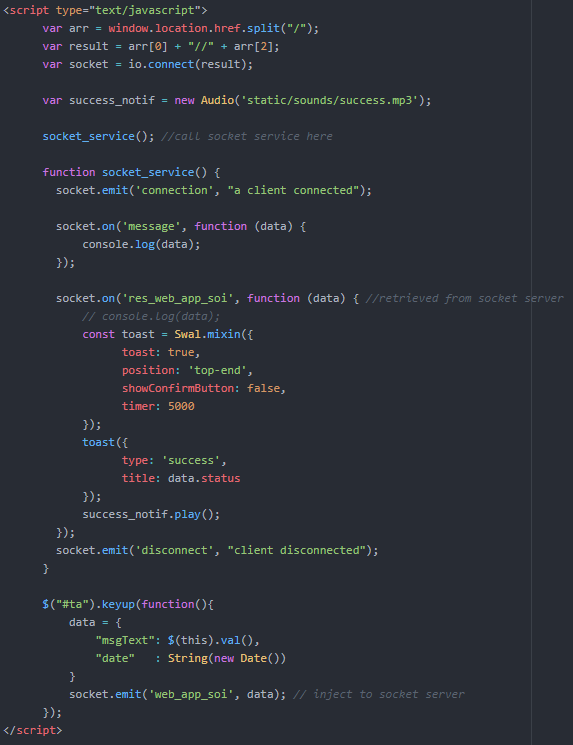 <script type="text/javascript">
var arr = window.location.href.split("/");
var result = arr[0] + "//" + arr[2];
var socket = io.connect(result);
var success_notif = new Audio('static/sounds/success.mp3');
socket_service(); //call socket service here
function socket_service() {
socket.emit('connection', "a client connected");
socket.on('message', function (data) {
console.log(data);
});
socket.on('res_web_app_soi', function (data) { //retrieved from socket server
// console.log(data);
const toast = Swal.mixin({
toast: true,
position: 'top-end',
showConfirmButton: false,
timer: 5000
});
toast({
type: 'success',
title: data.status
});
success_notif.play();
});
socket.emit('disconnect', "client disconnected");
}
$("#ta").keyup(function(){
data = {
"msgText": $(this).val(),
"date"   : String(new Date())
}
socket.emit('web_app_soi', data); // inject to socket server
});
</script>